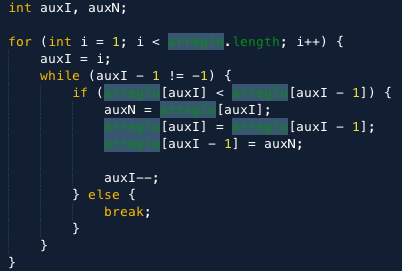 int auxI, auxN;
for (int i = 1; i < arreglo.length; i++) {
auxI = i;
while (auxI - 1 != -1) {
if (arreglo[auxI] < arreglo[auxI - 1]) {
auxN = arreglo[auxI];
arreglo[auxI] = arreglo[auxI - 1];
arreglo[auxI - 1] = auxN;
auxI--;
} else {
break;
}
}
}